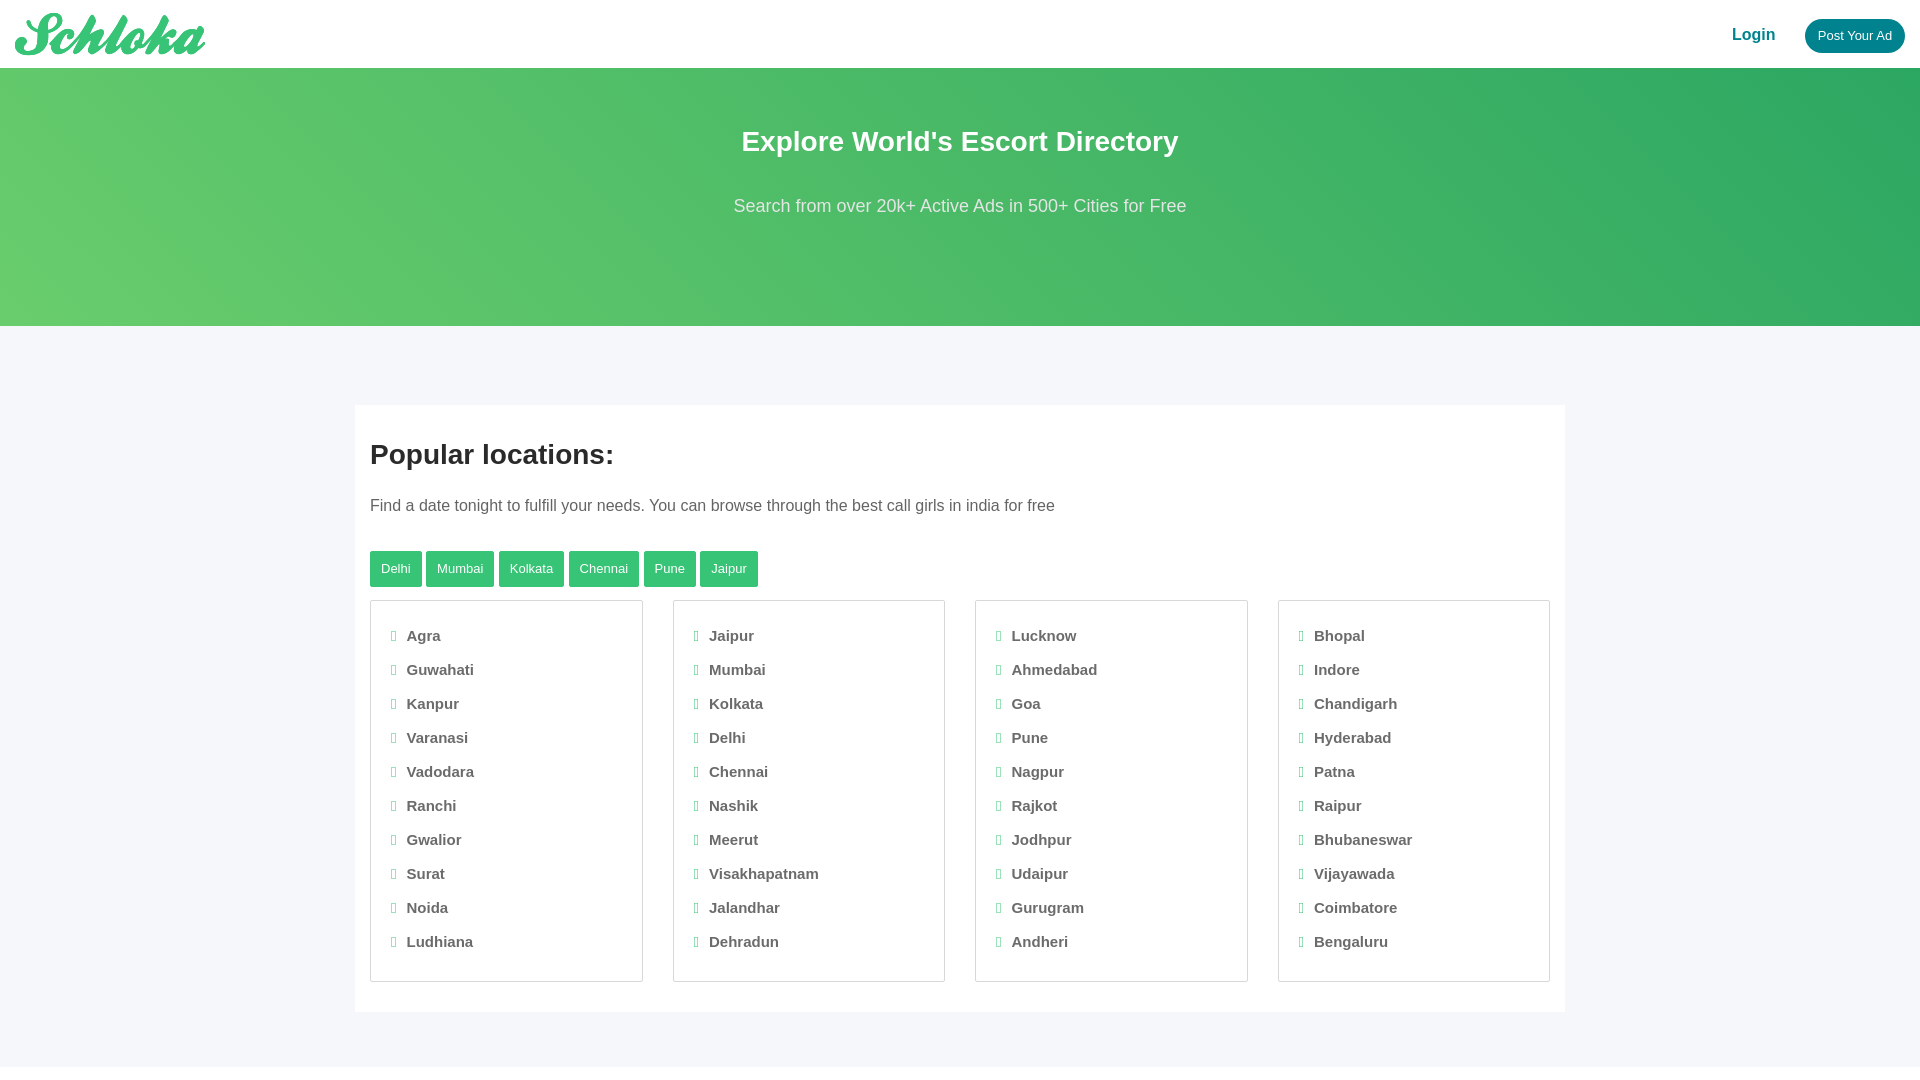 Schloka
Login
Post Your Ad
Explore World's Escort Directory
Search from over 20k+ Active Ads in 500+ Cities for Free
Popular locations:
Find a date tonight to fulfill your needs. You can browse through the best call girls in india for free
Delhi Mumbai Kolkata Chennai Pune Jaipur
Agra
Guwahati
Kanpur
Varanasi
Vadodara
Ranchi
Gwalior
Surat
Noida
Ludhiana
Jaipur
Mumbai
Kolkata
Delhi
Chennai
Nashik
Meerut
Visakhapatnam
Jalandhar
Dehradun
Lucknow
Ahmedabad
Goa
Pune
Nagpur
Rajkot
Jodhpur
Udaipur
Gurugram
Andheri
Bhopal
Indore
Chandigarh
Hyderabad
Patna
Raipur
Bhubaneswar
Vijayawada
Coimbatore
Bengaluru